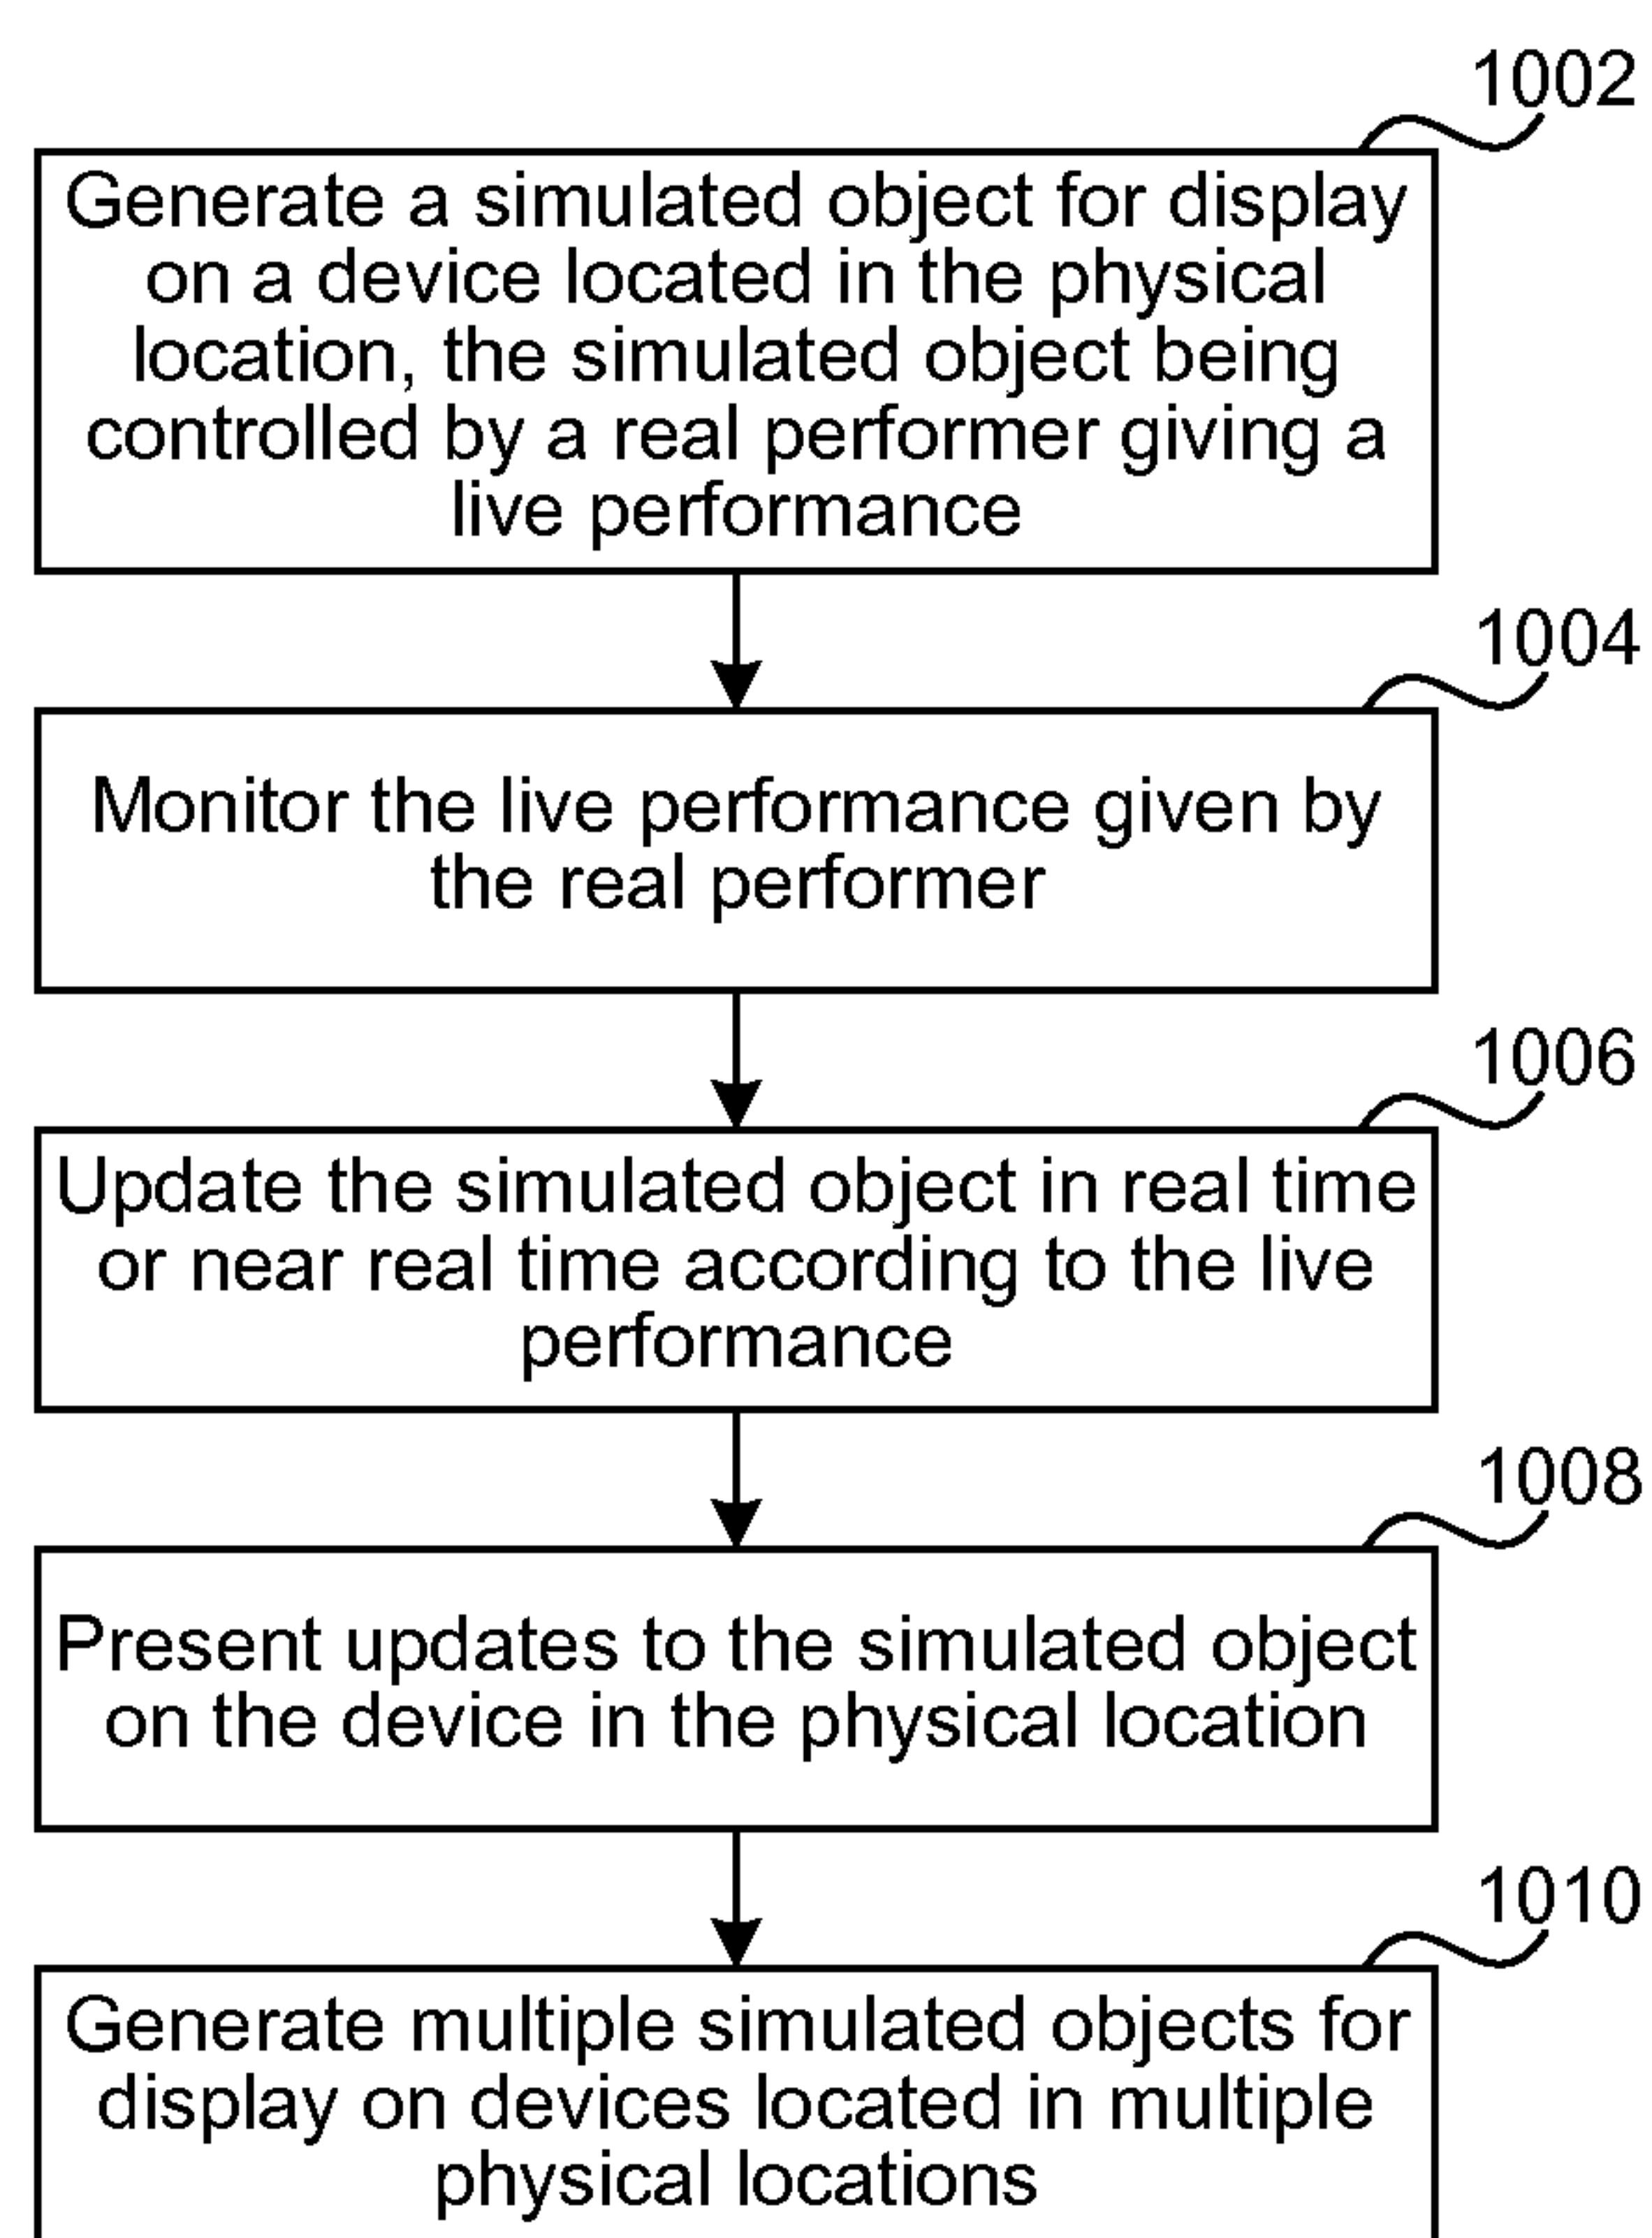 1002
Generate a simulated object for display
on a device located in the physical
location, the simulated object being
controlled by a real performer giving a
live performance
1004
Monitor the live performance given by
the real performer
1006
Update the simulated object in real time
or near real time according to the live
performance
1008
Present updates to the simulated object
on the device in the physical location
1010
Generate multiple simulated objects for
display on devices located in multiple
physical locations